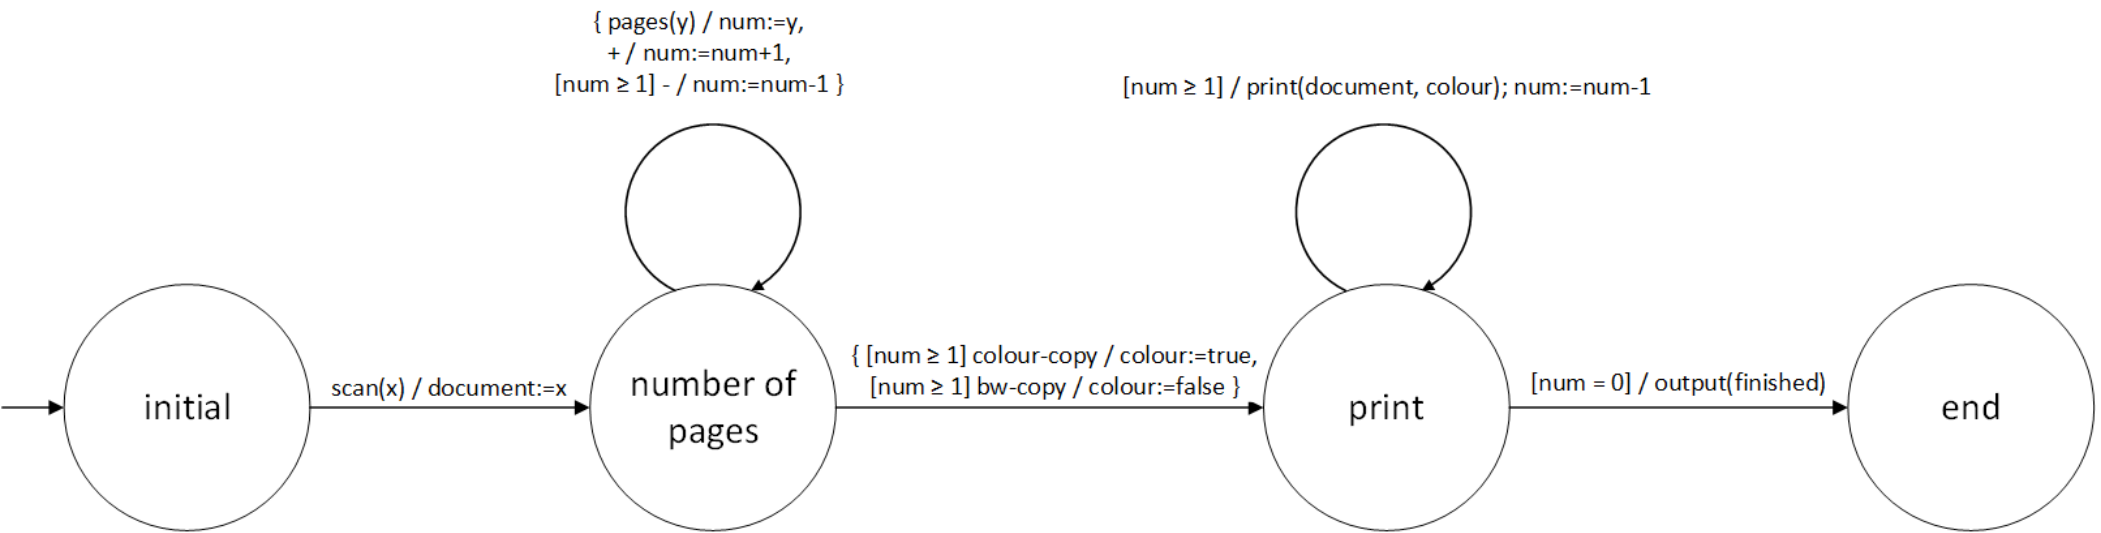 { pages(y) / num:=y,
+ / num:=num+1,
[num ≥ 1] - / num:=num-1 }
[num ≥ 1] / print(document, colour); num:=num-1
initial
scan(x) / document:=x
number of
pages
{ [num ≥ 1] colour-copy / colour:=true,
[num ≥ 1] bw-copy / colour:=false }
print
[num = 0] / output(finished)
end